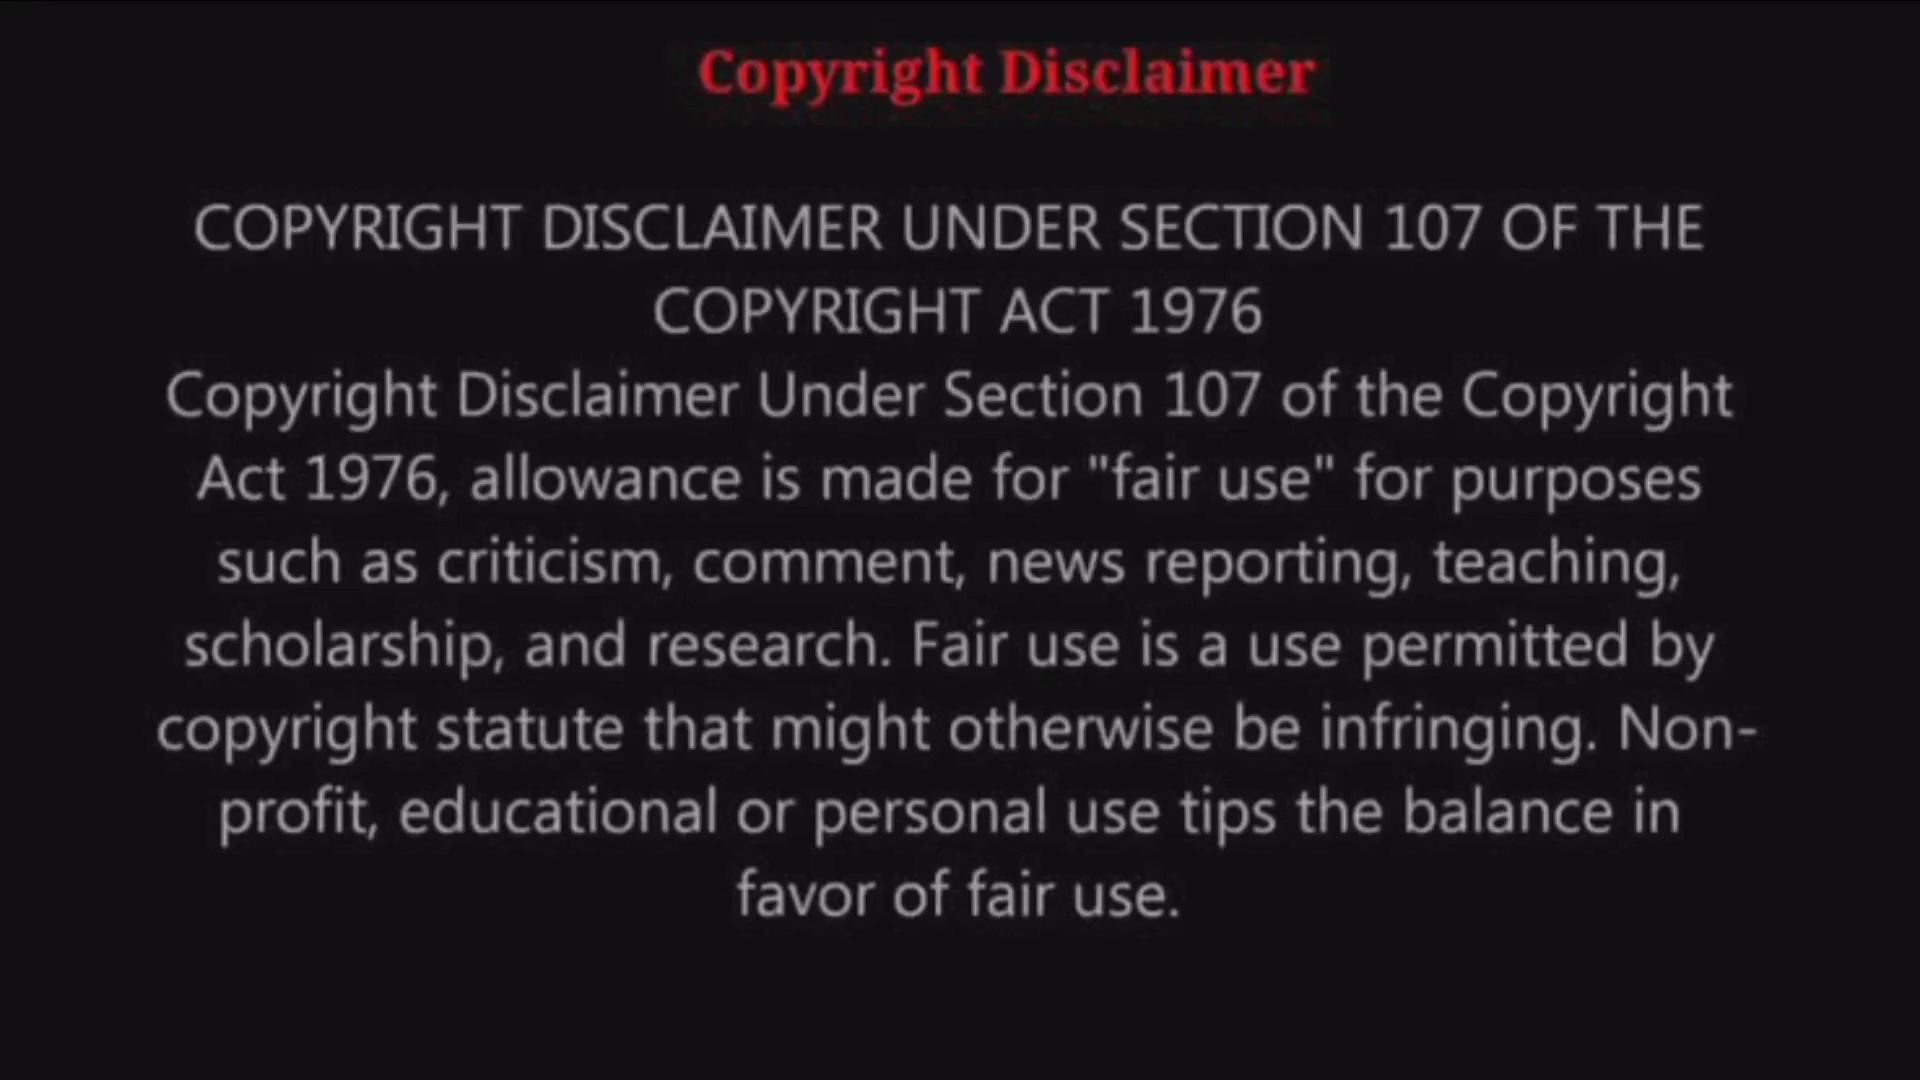 Copyright Disclaimer
COPYRIGHT DISCLAIMER UNDER SECTION 107 OF THE
COPYRIGHT ACT 1976
Copyright Disclaimer Under Section 107 of the Copyright
Act 1976, allowance is made for "fair use" for purposes
such as criticism, comment, news reporting, teaching,
scholarship, and research. Fair use is a use permitted by
copyright statute that might otherwise be infringing. Non-
profit, educational or personal use tips the balance in
favor of fair use.